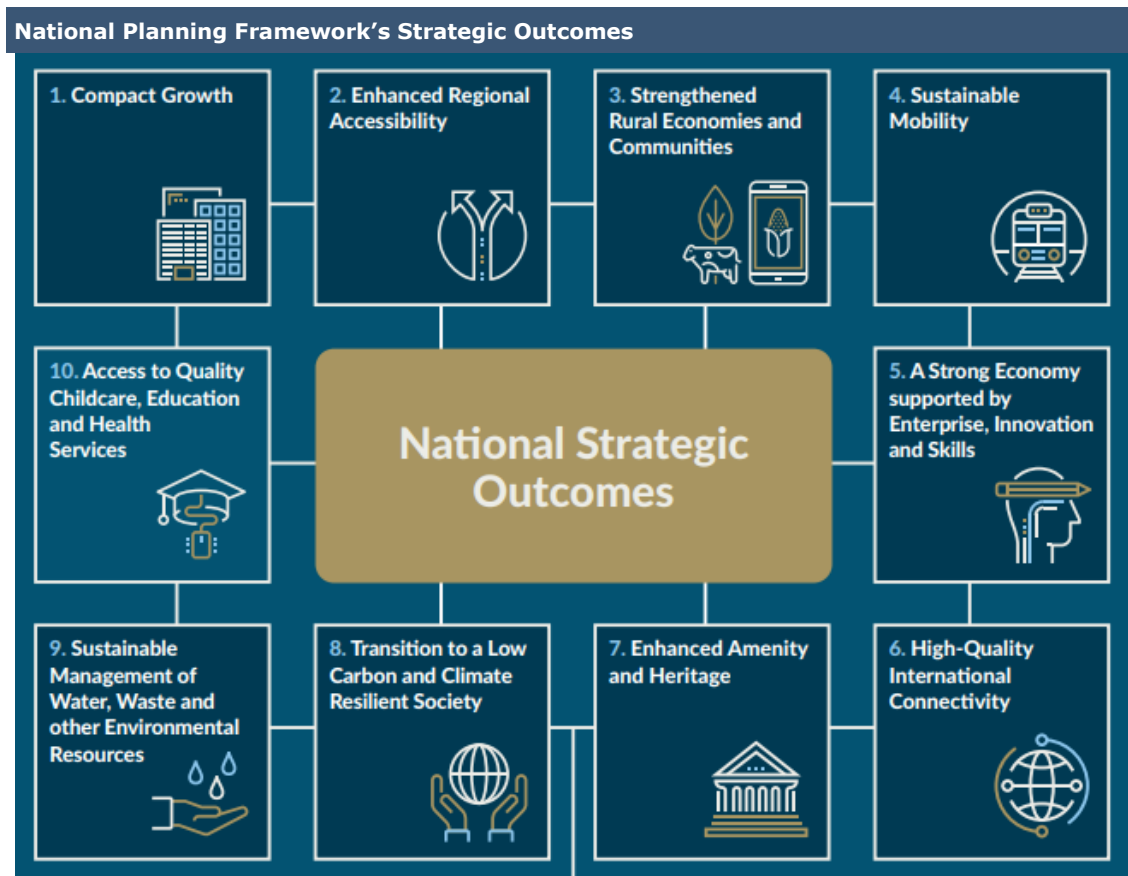 National Planning Framework’s Strategic Outcomes
1. Compact Growth
2. Enhanced Regional
Accessibility
3. Strengthened
Rural Economies and
Communities
4. Sustainable
Mobility
10. Access to Quality
Childcare, Education
and Health
Services
National Strategic
Outcomes
5. A Strong Economy
supported by
Enterprise, Innovation
and Skills
9. Sustainable
Management of
Water, Waste and
other Environmental
Resources
8. Transition to a Low
Carbon and Climate
Resilient Society
7. Enhanced Amenity
and Heritage
6. High-Quality
International
Connectivity